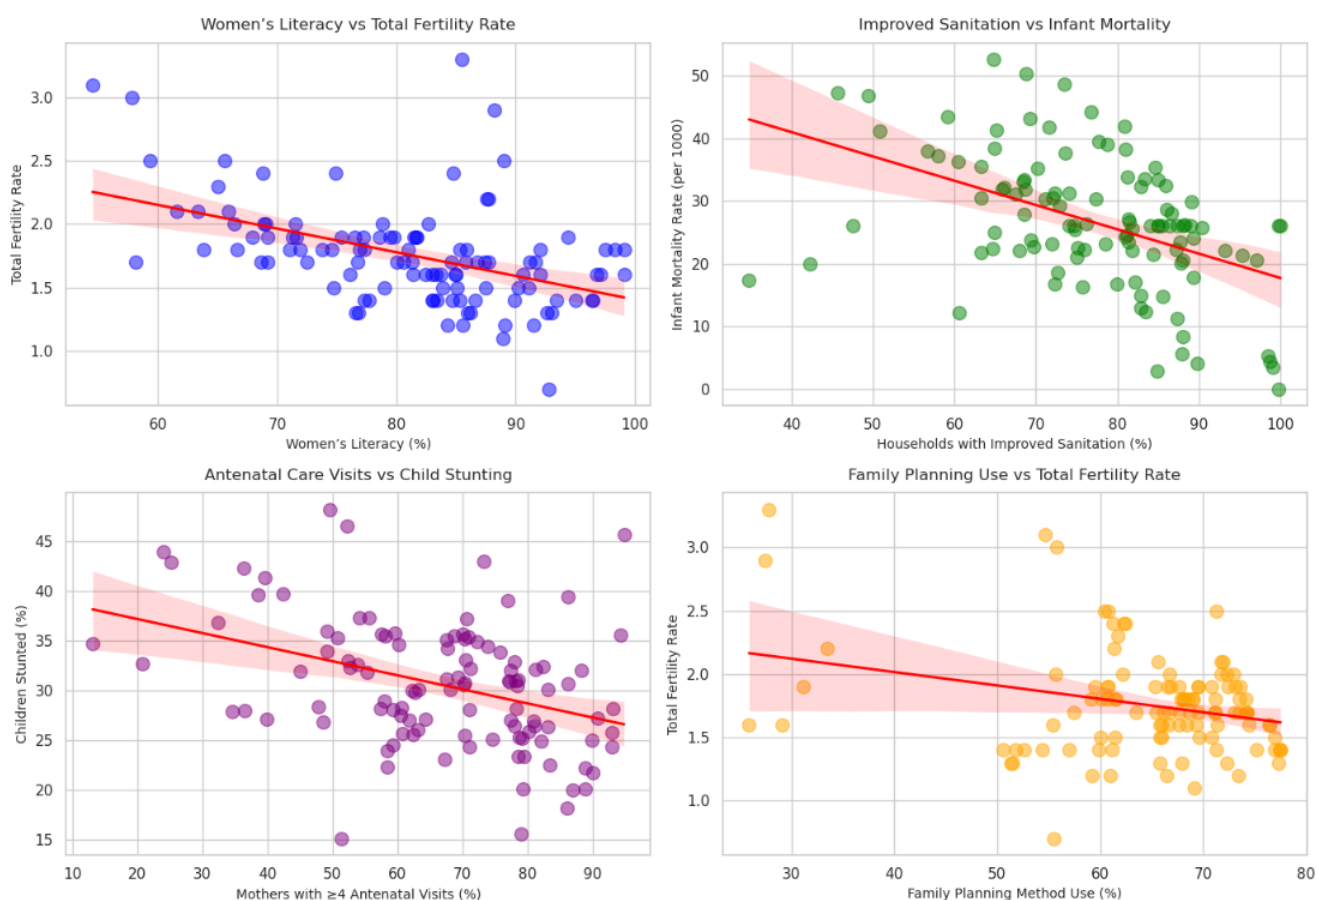 Women’s Literacy vs Total Fertility Rate
Total Fertility Rate
3.0
2.5
2.0
1.5
1.0
60 70 80 90 100
Women’s Literacy (%)
Improved Sanitation vs Infant Mortality
Infant Mortality Rate (per 1000)
50
40
30
20
10
0
40 50 60 70 80 90 100
Households with Improved Sanitation (%)
Antenatal Care Visits vs Child Stunting
Children Stunted (%)
45
40
35
30
25
20
15
10 20 30 40 50 60 70 80 90
Mothers with ≥4 Antenatal Visits (%)
Family Planning Use vs Total Fertility Rate
Total Fertility Rate
3.0
2.5
2.0
1.5
1.0
30 40 50 60 70 80
Family Planning Method Use (%)